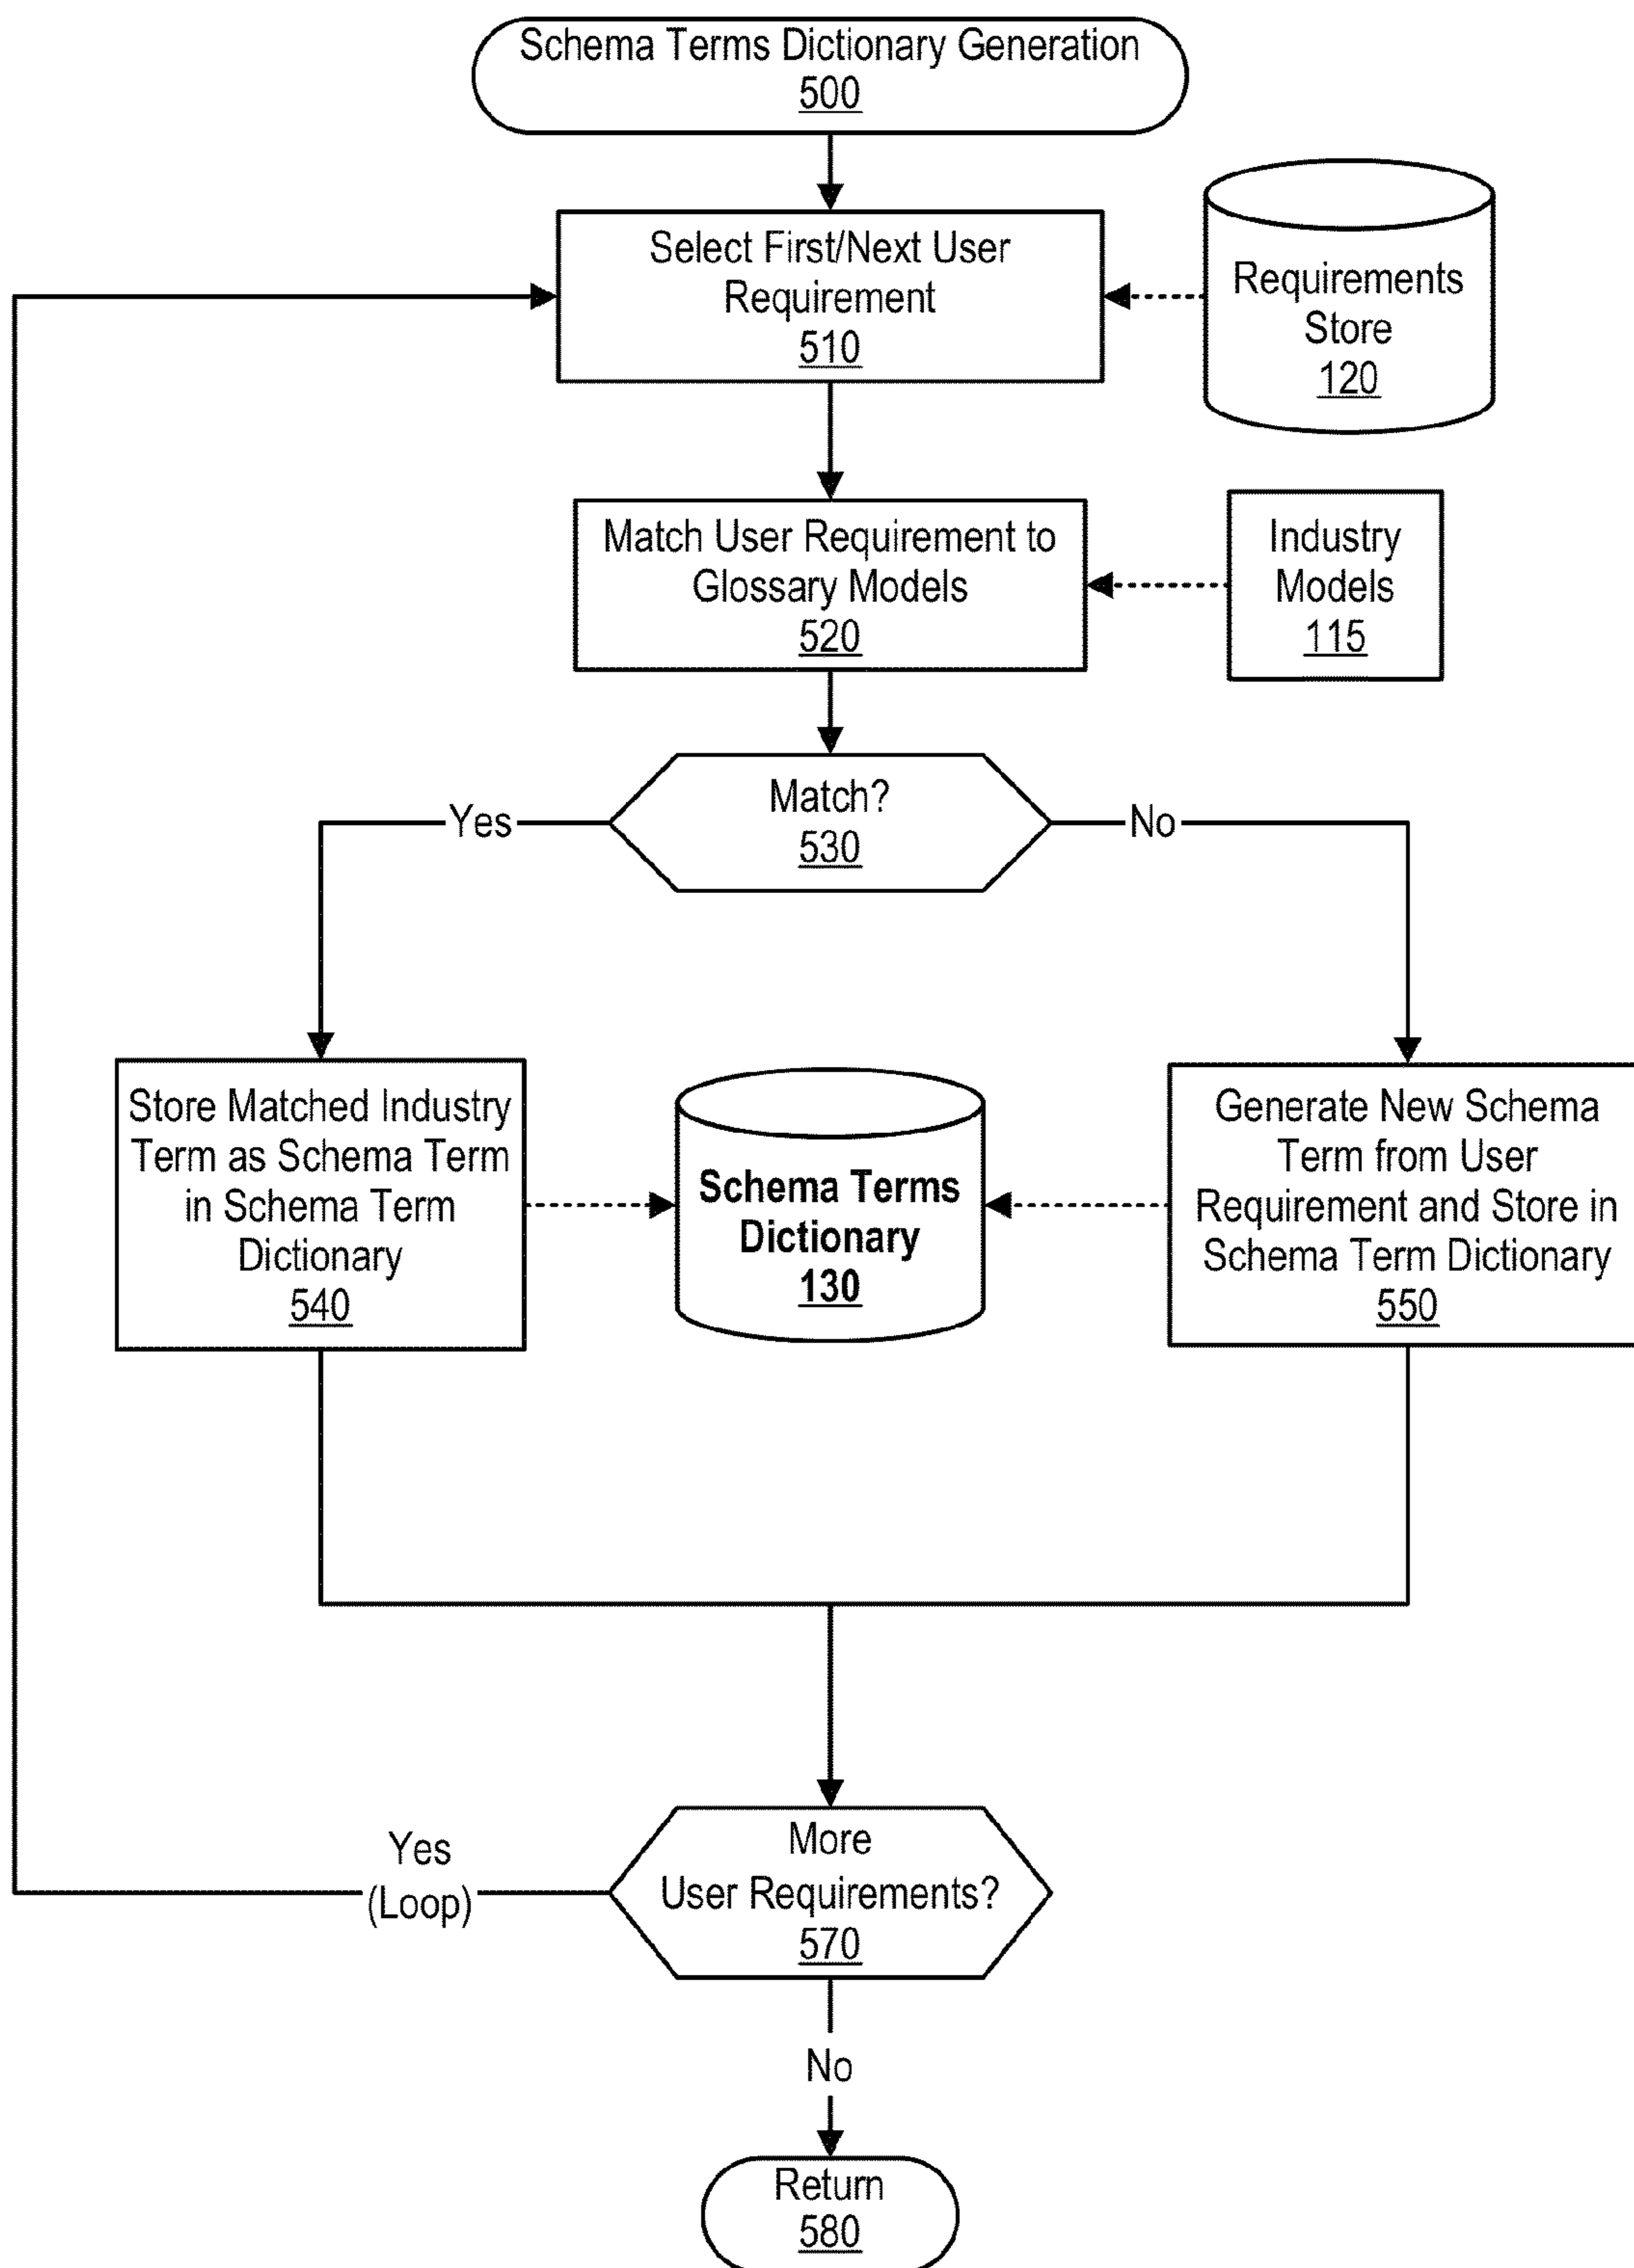 Schema Terms Dictionary Generation
500
Select First/Next User
Requirement
510
Requirements
Store
120
Match User Requirement to
Glossary Models
520
Industry
Models
115
Match?
530
Yes
No
Store Matched Industry
Term as Schema Term
in Schema Term
Dictionary
540
Schema Terms
Dictionary
130
Generate New Schema
Term from User
Requirement and Store in
Schema Term Dictionary
550
More
User Requirements?
570
Yes
(Loop)
No
Return
580